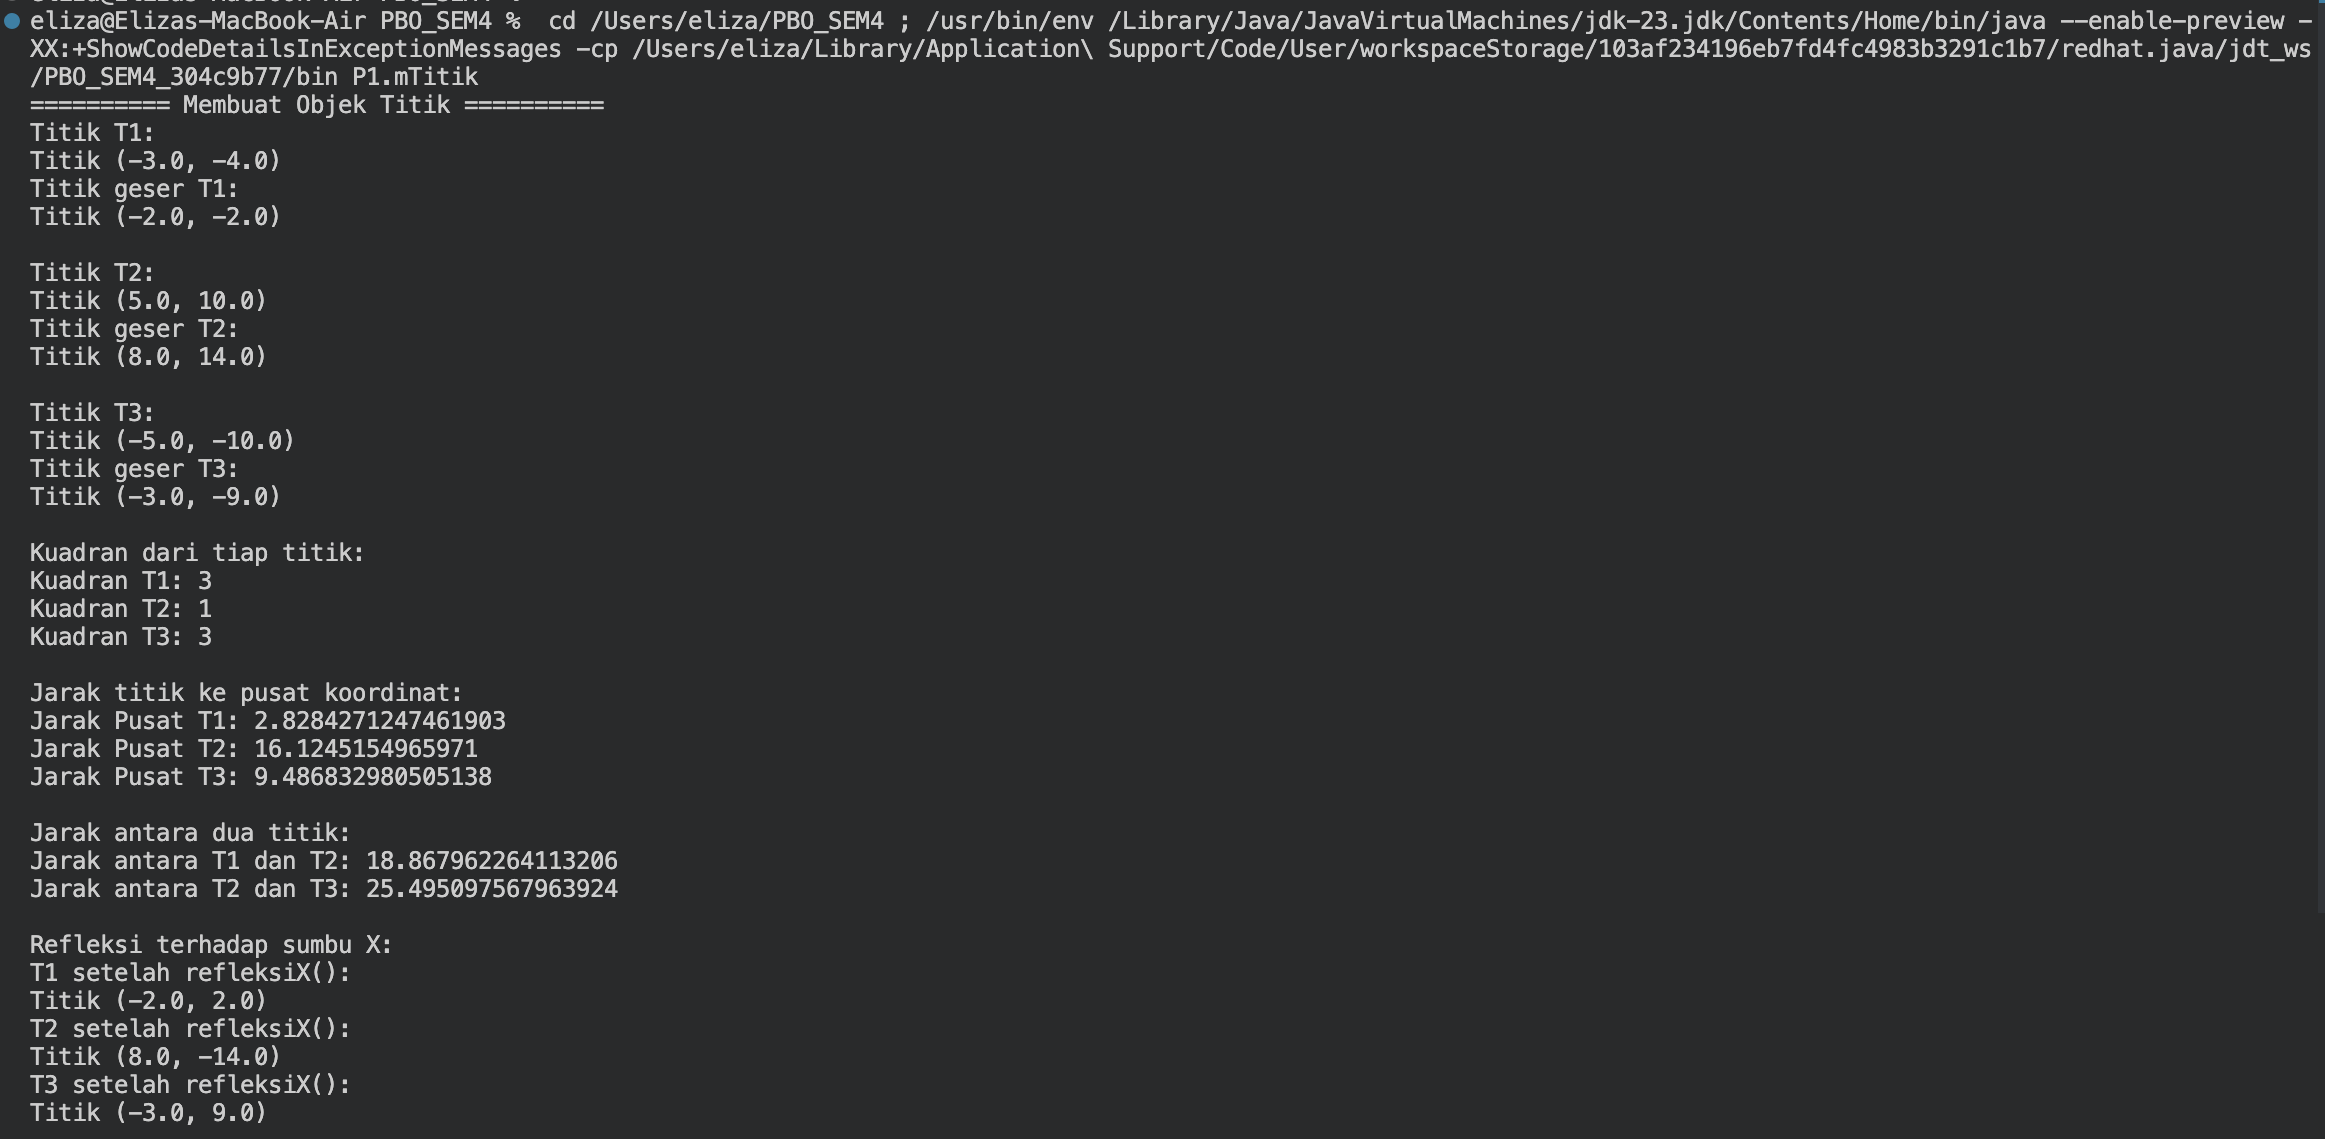 eliza@Elizas-MacBook-Air PBO_SEM4 %
eliza@Elizas-MacBook-Air PBO_SEM4 %  cd /Users/eliza/PBO_SEM4 ; /usr/bin/env /Library/Java/JavaVirtualMachines/jdk-23.jdk/Contents/Home/bin/java --enable-preview -
XX:+ShowCodeDetailsInExceptionMessages -cp /Users/eliza/Library/Application\ Support/Code/User/workspaceStorage/103af234196eb7fd4fc4983b3291c1b7/redhat.java/jdt_ws
/PBO_SEM4_304c9b77/bin P1.mTitik
========== Membuat Objek Titik ==========
Titik T1:
Titik (-3.0, -4.0)
Titik geser T1:
Titik (-2.0, -2.0)

Titik T2:
Titik (5.0, 10.0)
Titik geser T2:
Titik (8.0, 14.0)

Titik T3:
Titik (-5.0, -10.0)
Titik geser T3:
Titik (-3.0, -9.0)

Kuadran dari tiap titik:
Kuadran T1: 3
Kuadran T2: 1
Kuadran T3: 3

Jarak titik ke pusat koordinat:
Jarak Pusat T1: 2.8284271247461903
Jarak Pusat T2: 16.1245154965971
Jarak Pusat T3: 9.486832980505138

Jarak antara dua titik:
Jarak antara T1 dan T2: 18.867962264113206
Jarak antara T2 dan T3: 25.495097567963924

Refleksi terhadap sumbu X:
T1 setelah refleksiX():
Titik (-2.0, 2.0)
T2 setelah refleksiX():
Titik (8.0, -14.0)
T3 setelah refleksiX():
Titik (-3.0, 9.0)